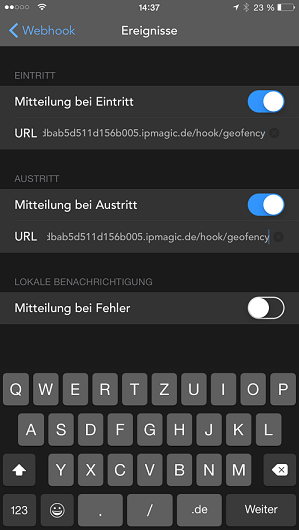 14:37
23 %
Webhook
Ereignisse
EINTRITT
Mitteilung bei Eintritt
URL dbab5d511d156b005.ipmagic.de/hook/geofency
AUSTRITT
Mitteilung bei Austritt
URL dbab5d511d156b005.ipmagic.de/hook/geofency
LOKALE BENACHRICHTIGUNG
Mitteilung bei Fehler
Q W E R T Z U I O P
A S D F G H J K L
Y X C V B N M
123 . / .de Weiter